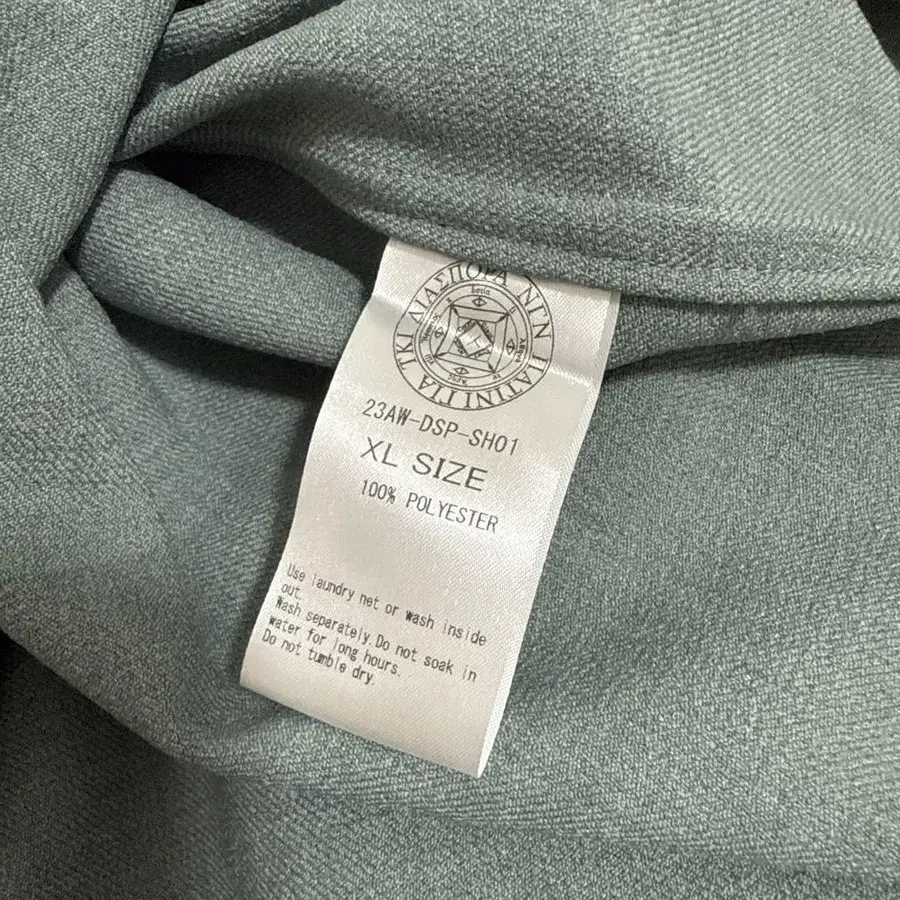 ΔΙΑΣΠΟΡΑ
23AW-DSP-SH01
XL SIZE
100% POLYESTER
Use laundry net or wash inside
out.
Wash separately.Do not soak in
water for long hours.
Do not tumble dry.